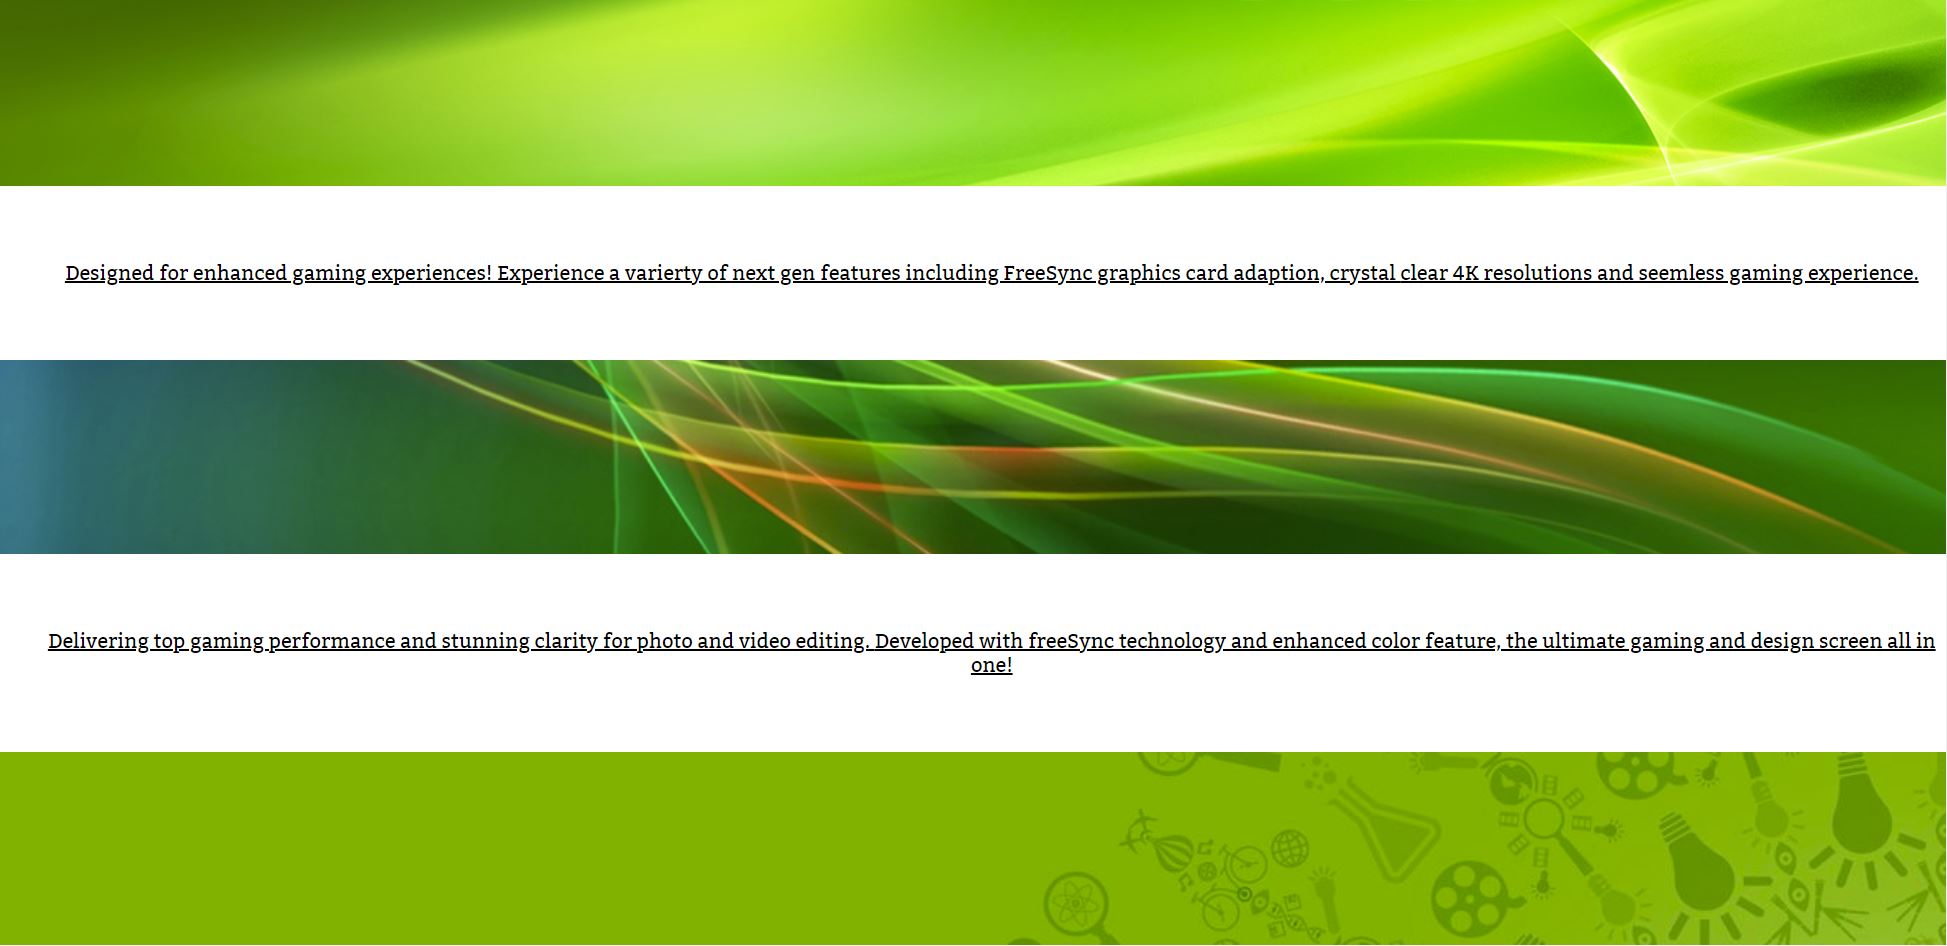 Designed for enhanced gaming experiences! Experience a varierty of next gen features including FreeSync graphics card adaption, crystal clear 4K resolutions and seemless gaming experience.
Delivering top gaming performance and stunning clarity for photo and video editing. Developed with freeSync technology and enhanced color feature, the ultimate gaming and design screen all in
one!